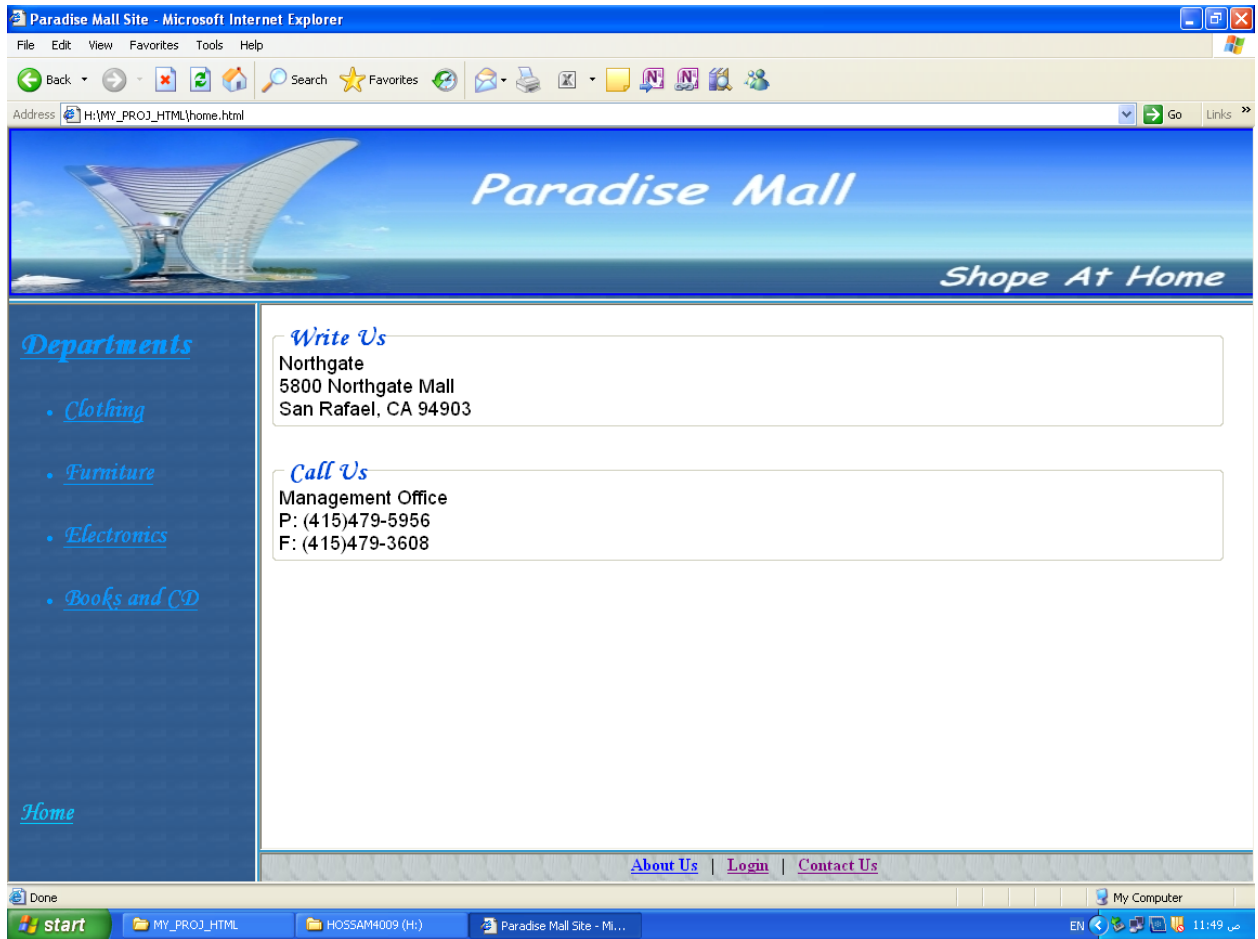 Paradise Mall Site - Microsoft Internet Explorer
File Edit View Favorites Tools Help
Back Search Favorites
Address H:\MY_PROJ_HTML\home.html Go Links »
Paradise Mall
Shope At Home
Departments
• Clothing
• Furniture
• Electronics
• Books and CD
Home
Write Us
Northgate
5800 Northgate Mall
San Rafael, CA 94903
Call Us
Management Office
P: (415)479-5956
F: (415)479-3608
About Us | Login | Contact Us
Done My Computer
start MY_PROJ_HTML HOSSAM4009 (H:) Paradise Mall Site - Mi... EN 11:49 ص